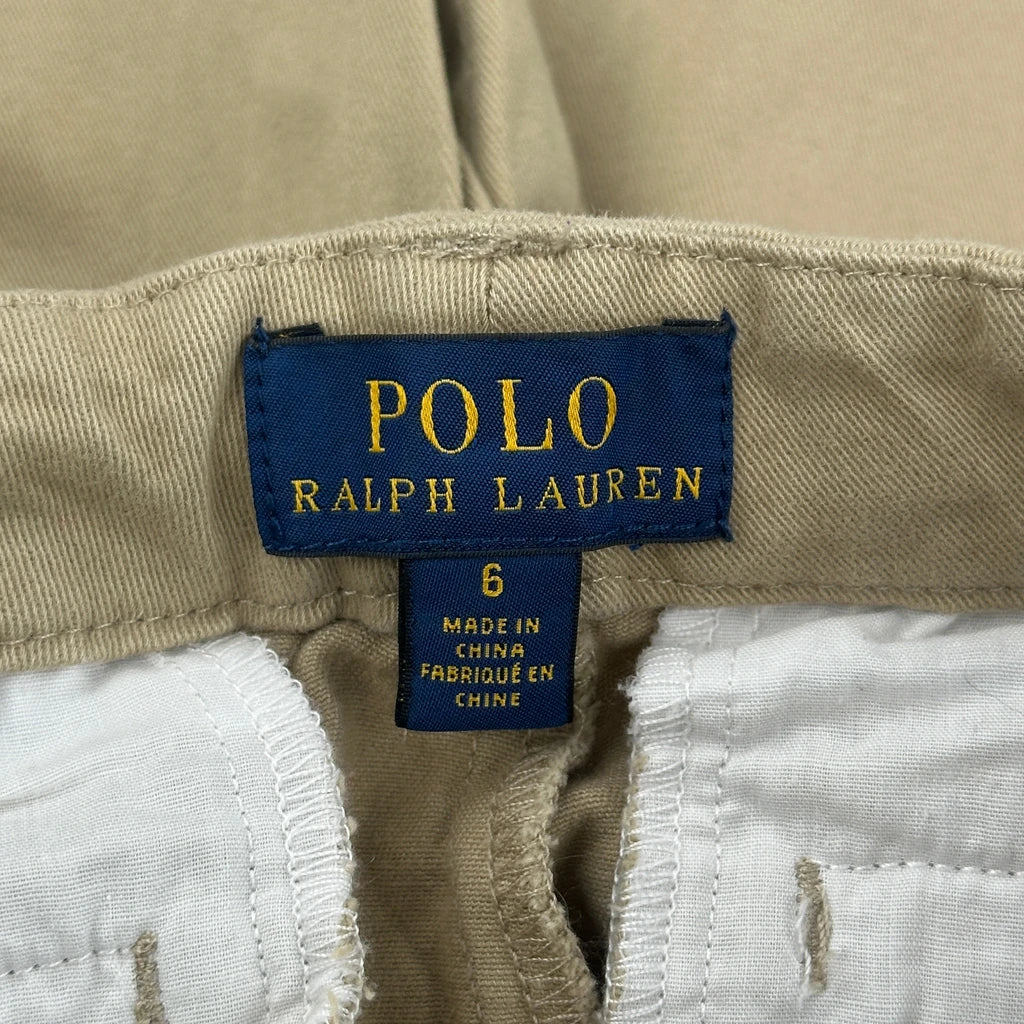 POLO
RALPH LAUREN
6
MADE IN
CHINA
FABRIQUÉ EN
CHINE